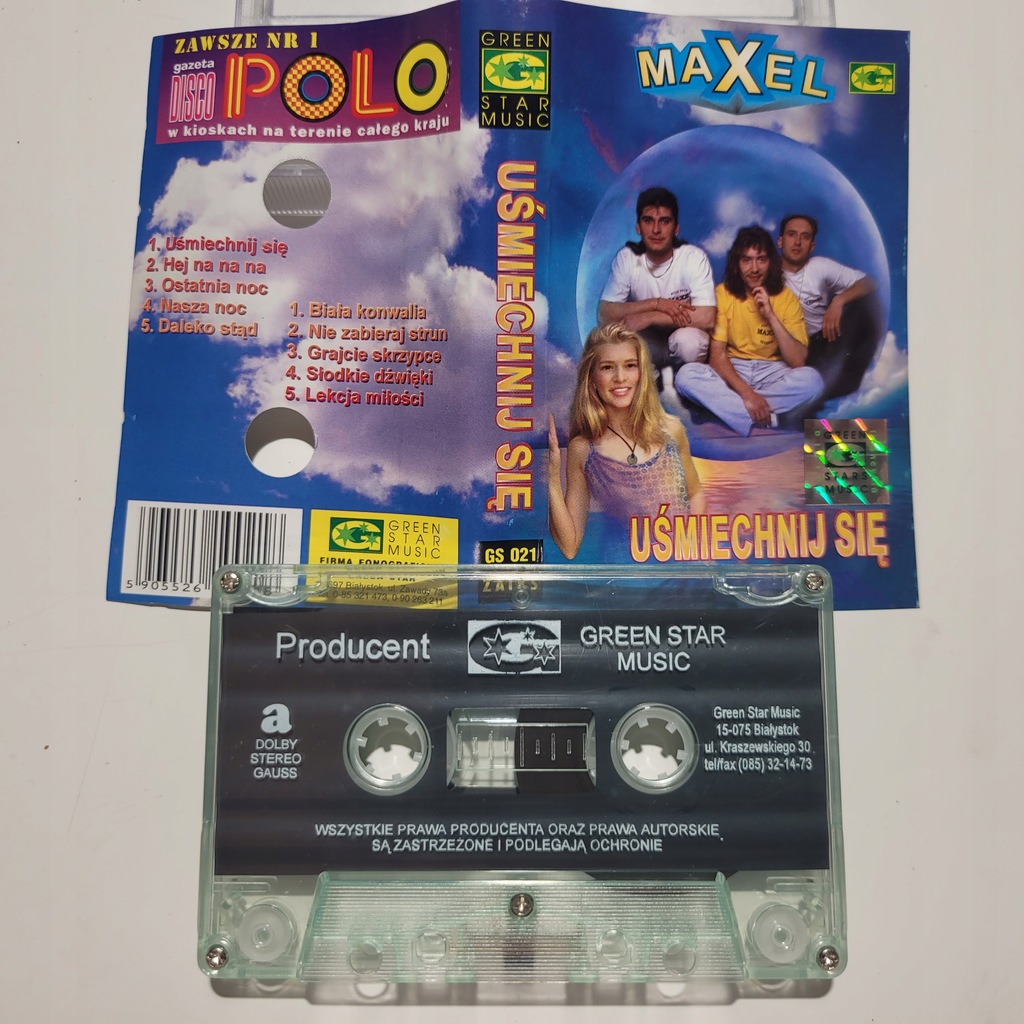 ZAWSZE NR 1
gazeta
DISCO
POLO
w kioskach na terenie całego kraju
1. Uśmiechnij się
2. Hej na na na
3. Ostatnia noc
4. Nasza noc
5. Daleko stąd
1. Biała konwalia
2. Nie zabieraj strun
3. Grajcie skrzypce
4. Słodkie dźwięki
5. Lekcja miłości
5 905526
GREEN
STAR
MUSIC
GREEN
STAR
MUSIC
UŚMIECHNIJ SIĘ
GS 021
MAXEL
MAXEL
GREEN
STARS
MUSIC
UŚMIECHNIJ SIĘ
Producent
GREEN STAR
MUSIC
a
DOLBY
STEREO
GAUSS
Green Star Music
15-075 Białystok
ul. Kraszewskiego 30
tel/fax (085) 32-14-73
WSZYSTKIE PRAWA PRODUCENTA ORAZ PRAWA AUTORSKIE
SĄ ZASTRZEŻONE I PODLEGAJĄ OCHRONIE